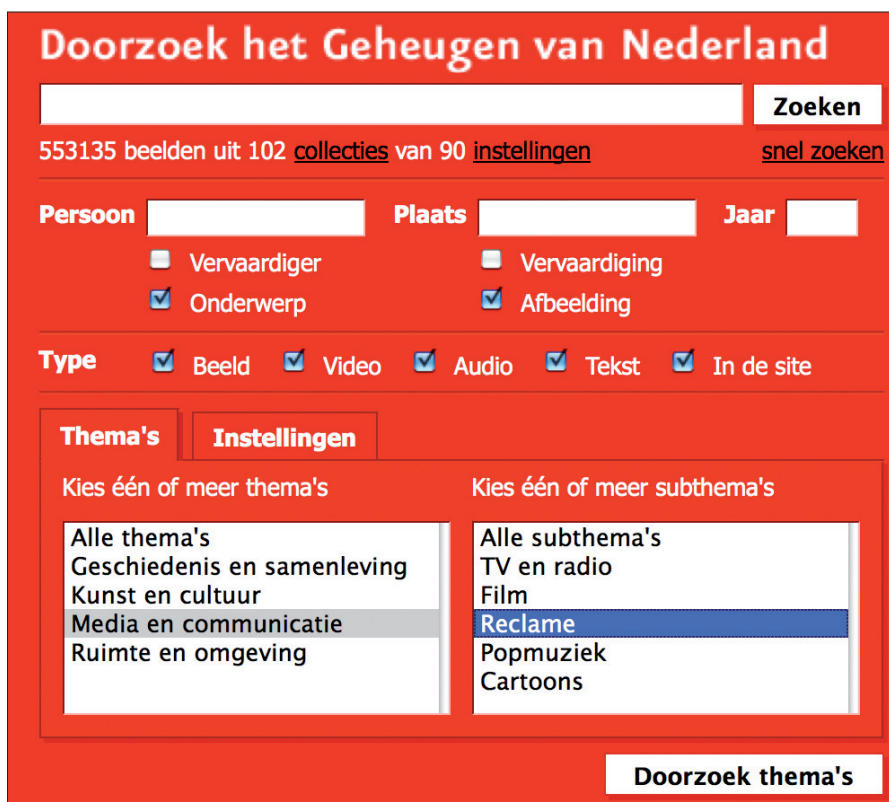 Doorzoek het Geheugen van Nederland
Zoeken
553135 beelden uit 102 collecties van 90 instellingen snel zoeken
Persoon Plaats Jaar
Vervaardiger Vervaardiging
Onderwerp Afbeelding
Type Beeld Video Audio Tekst In de site
Thema's Instellingen
Kies één of meer thema's Kies één of meer subthema's
Alle thema's Alle subthema's
Geschiedenis en samenleving TV en radio
Kunst en cultuur Film
Media en communicatie Reclame
Ruimte en omgeving Popmuziek
Cartoons
Doorzoek thema's